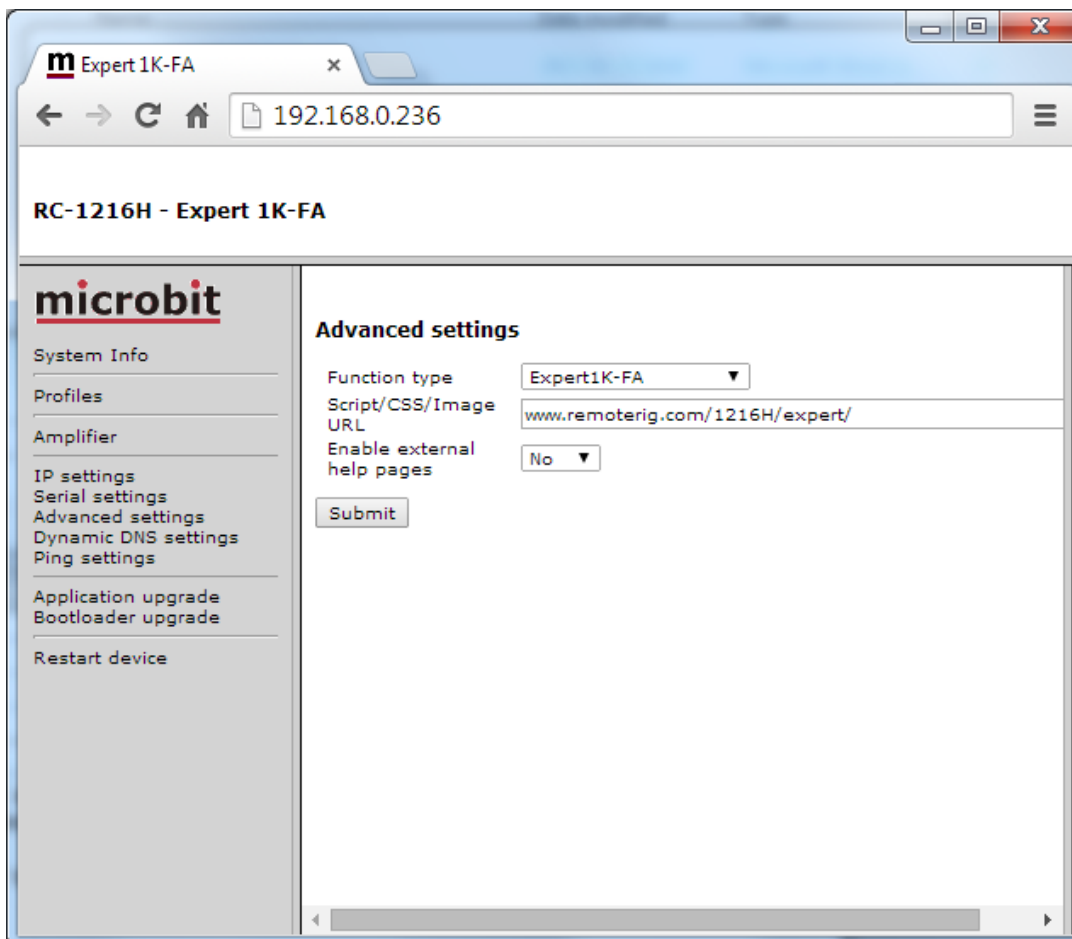 m Expert 1K-FA
192.168.0.236
RC-1216H - Expert 1K-FA
microbit
System Info
Profiles
Amplifier
IP settings
Serial settings
Advanced settings
Dynamic DNS settings
Ping settings
Application upgrade
Bootloader upgrade
Restart device
Advanced settings
Function type Expert1K-FA
Script/CSS/Image
URL www.remoterig.com/1216H/expert/
Enable external
help pages No
Submit